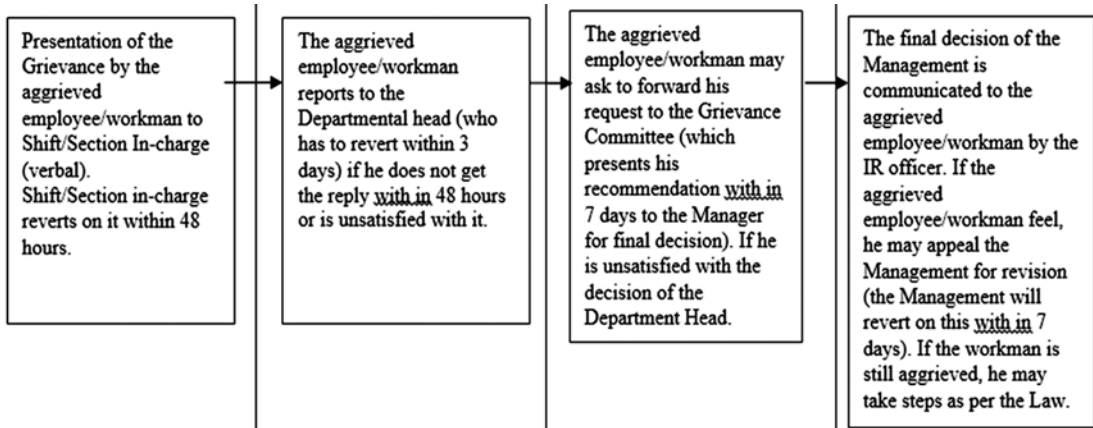 Presentation of the
Grievance by the
aggrieved
employee/workman to
Shift/Section In-charge
(verbal).
Shift/Section in-charge
reverts on it within 48
hours.
The aggrieved
employee/workman
reports to the
Departmental head (who
has to revert within 3
days) if he does not get
the reply with in 48 hours
or is unsatisfied with it.
The aggrieved
employee/workman may
ask to forward his
request to the Grievance
Committee (which
presents his
recommendation with in
7 days to the Manager
for final decision). If he
is unsatisfied with the
decision of the
Department Head.
The final decision of the
Management is
communicated to the
aggrieved
employee/workman by the
IR officer. If the
aggrieved
employee/workman feel,
he may appeal the
Management for revision
(the Management will
revert on this with in 7
days). If the workman is
still aggrieved, he may
take steps as per the Law.